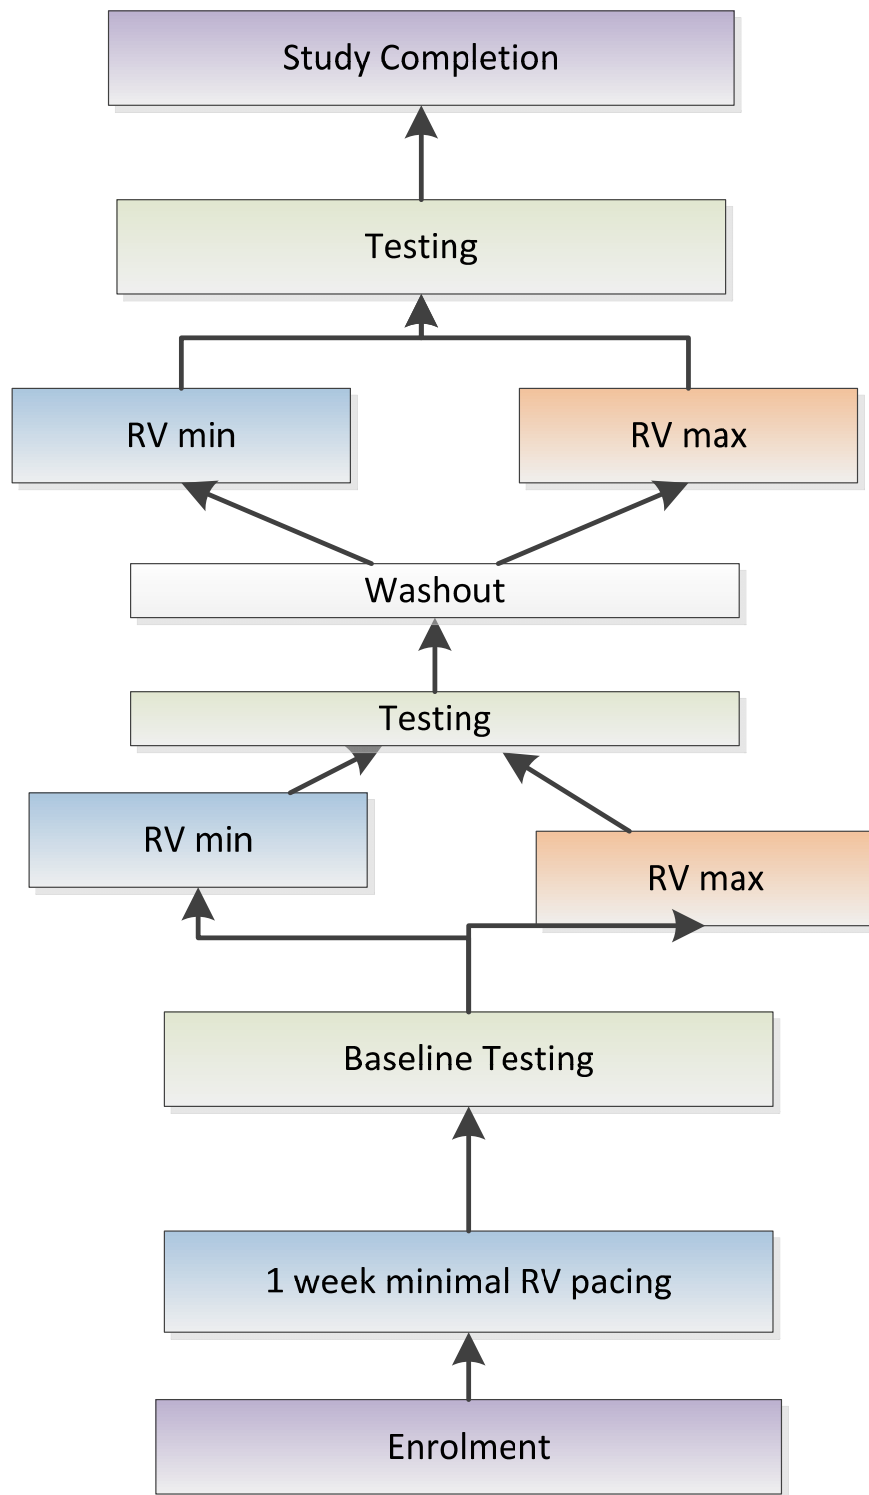 Study Completion
Testing
RV min
RV max
Washout
Testing
RV min
RV max
Baseline Testing
1 week minimal RV pacing
Enrolment